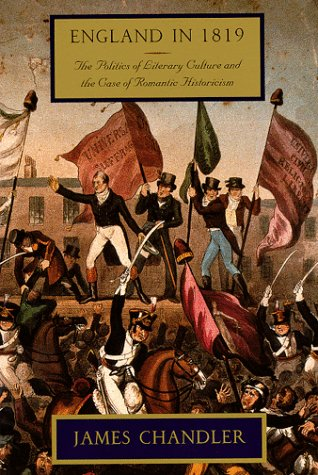 ENGLAND IN 1819
The Politics of Literary Culture and
the Case of Romantic Historicism
JAMES CHANDLER